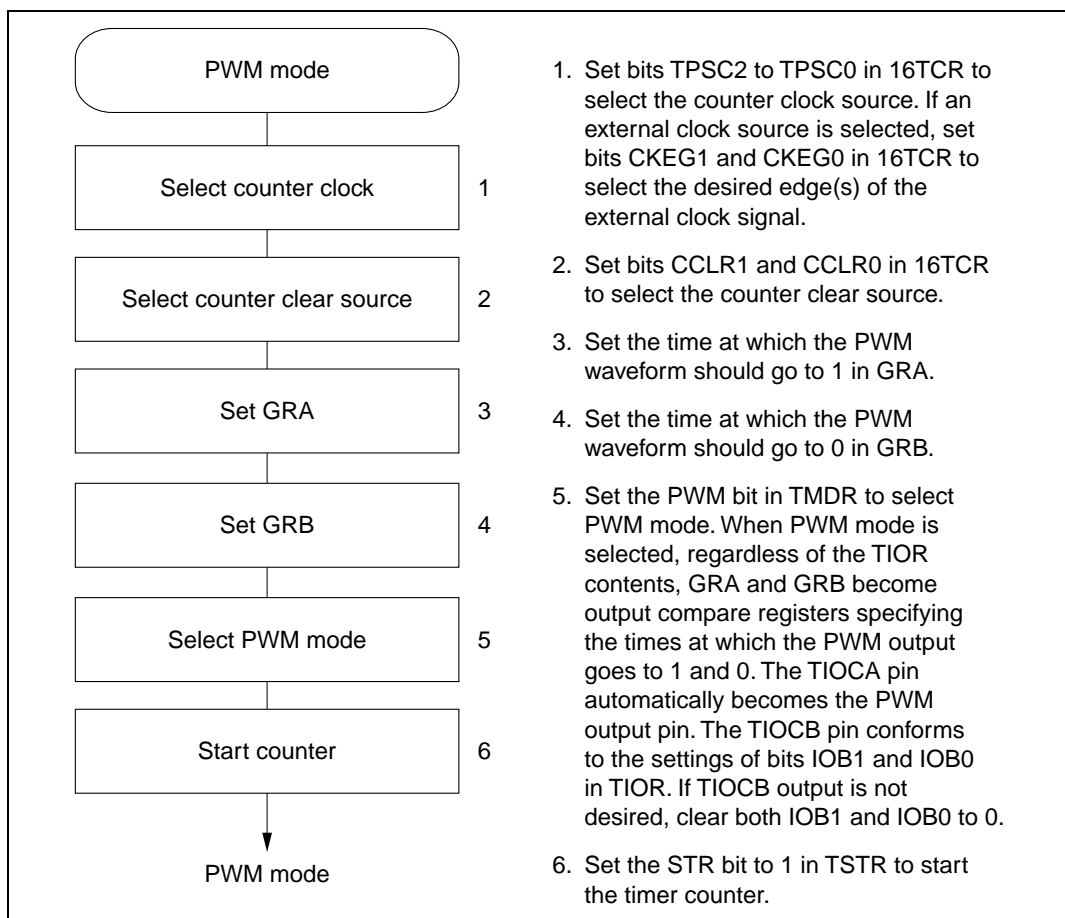 PWM mode
Select counter clock
1
Select counter clear source
2
Set GRA
3
Set GRB
4
Select PWM mode
5
Start counter
6
PWM mode
1. Set bits TPSC2 to TPSC0 in 16TCR to
select the counter clock source. If an
external clock source is selected, set
bits CKEG1 and CKEG0 in 16TCR to
select the desired edge(s) of the
external clock signal.
2. Set bits CCLR1 and CCLR0 in 16TCR
to select the counter clear source.
3. Set the time at which the PWM
waveform should go to 1 in GRA.
4. Set the time at which the PWM
waveform should go to 0 in GRB.
5. Set the PWM bit in TMDR to select
PWM mode. When PWM mode is
selected, regardless of the TIOR
contents, GRA and GRB become
output compare registers specifying
the times at which the PWM output
goes to 1 and 0. The TIOCA pin
automatically becomes the PWM
output pin. The TIOCB pin conforms
to the settings of bits IOB1 and IOB0
in TIOR. If TIOCB output is not
desired, clear both IOB1 and IOB0 to 0.
6. Set the STR bit to 1 in TSTR to start
the timer counter.